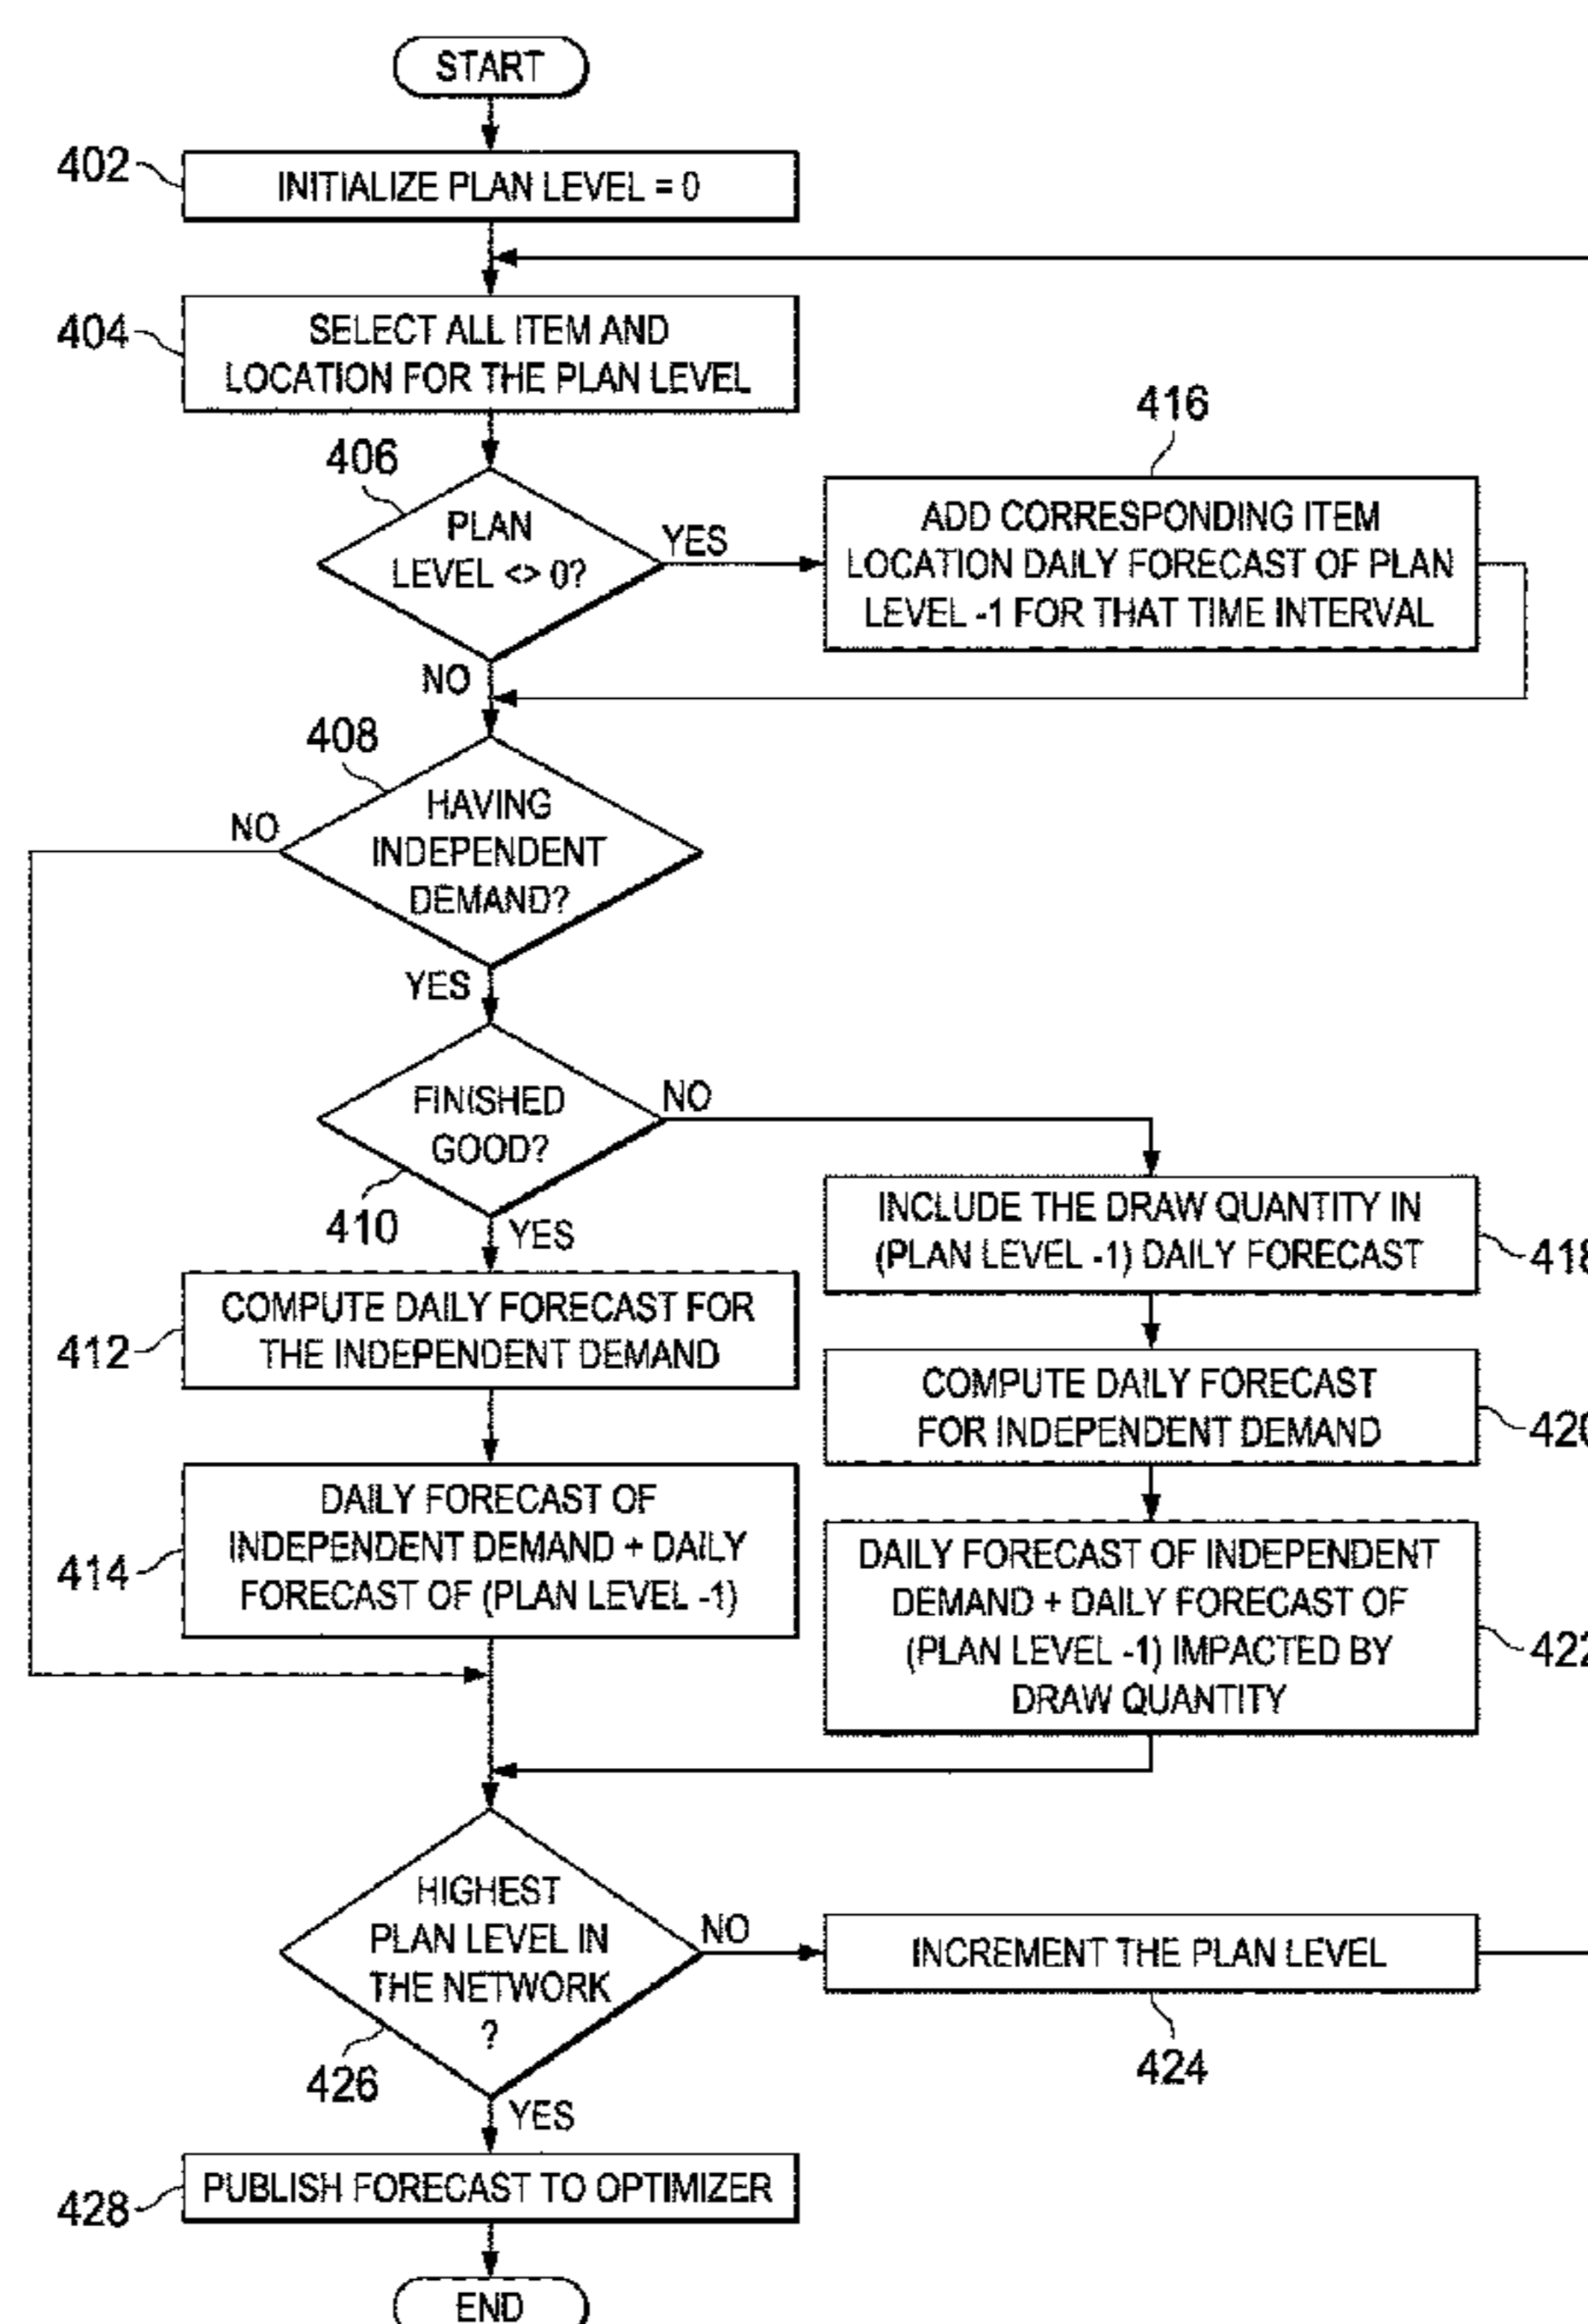 START
402
INITIALIZE PLAN LEVEL = 0
404
SELECT ALL ITEM AND
LOCATION FOR THE PLAN LEVEL
406
PLAN
LEVEL <> 0?
YES
NO
416
ADD CORRESPONDING ITEM
LOCATION DAILY FORECAST OF PLAN
LEVEL -1 FOR THAT TIME INTERVAL
408
HAVING
INDEPENDENT
DEMAND?
NO
YES
FINISHED
GOOD?
410
NO
YES
412
COMPUTE DAILY FORECAST FOR
THE INDEPENDENT DEMAND
414
DAILY FORECAST OF
INDEPENDENT DEMAND + DAILY
FORECAST OF (PLAN LEVEL -1)
INCLUDE THE DRAW QUANTITY IN
(PLAN LEVEL -1) DAILY FORECAST
418
COMPUTE DAILY FORECAST
FOR INDEPENDENT DEMAND
420
DAILY FORECAST OF INDEPENDENT
DEMAND + DAILY FORECAST OF
(PLAN LEVEL -1) IMPACTED BY
DRAW QUANTITY
422
HIGHEST
PLAN LEVEL IN
THE NETWORK
?
426
NO
YES
INCREMENT THE PLAN LEVEL
424
428
PUBLISH FORECAST TO OPTIMIZER
END